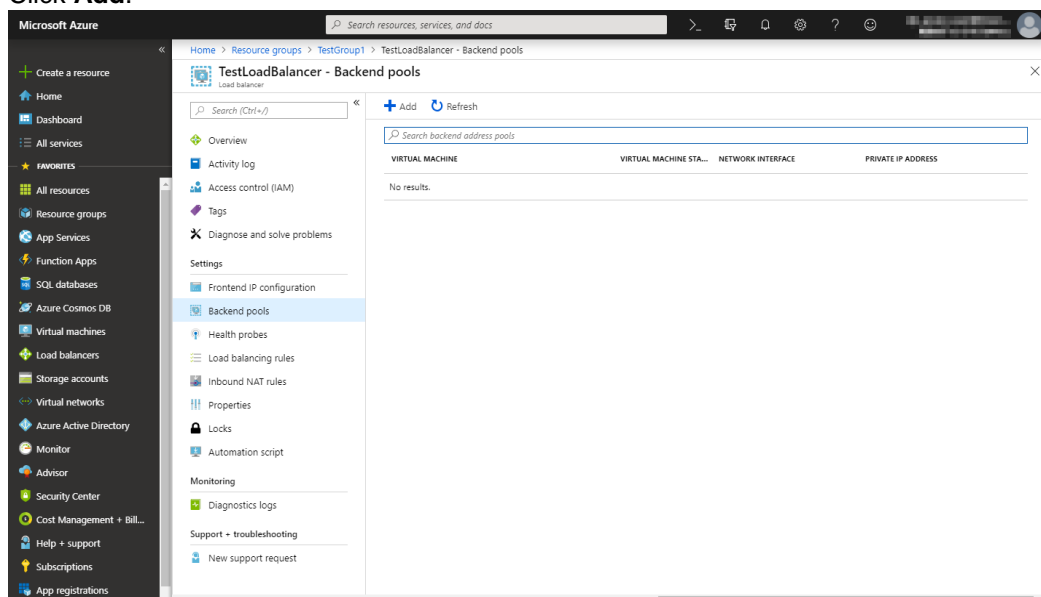 Click Add.
Microsoft Azure
Search resources, services, and docs
Home > Resource groups > TestGroup1 > TestLoadBalancer - Backend pools
Create a resource
Home
Dashboard
All services
FAVORITES
All resources
Resource groups
App Services
Function Apps
SQL databases
Azure Cosmos DB
Virtual machines
Load balancers
Storage accounts
Virtual networks
Azure Active Directory
Monitor
Advisor
Security Center
Cost Management + Bill...
Help + support
Subscriptions
App registrations
TestLoadBalancer - Backend pools
Load balancer
Search (Ctrl+/)
Overview
Activity log
Access control (IAM)
Tags
Diagnose and solve problems
Settings
Frontend IP configuration
Backend pools
Health probes
Load balancing rules
Inbound NAT rules
Properties
Locks
Automation script
Monitoring
Diagnostics logs
Support + troubleshooting
New support request
Add Refresh
Search backend address pools
VIRTUAL MACHINE VIRTUAL MACHINE STA... NETWORK INTERFACE PRIVATE IP ADDRESS
No results.